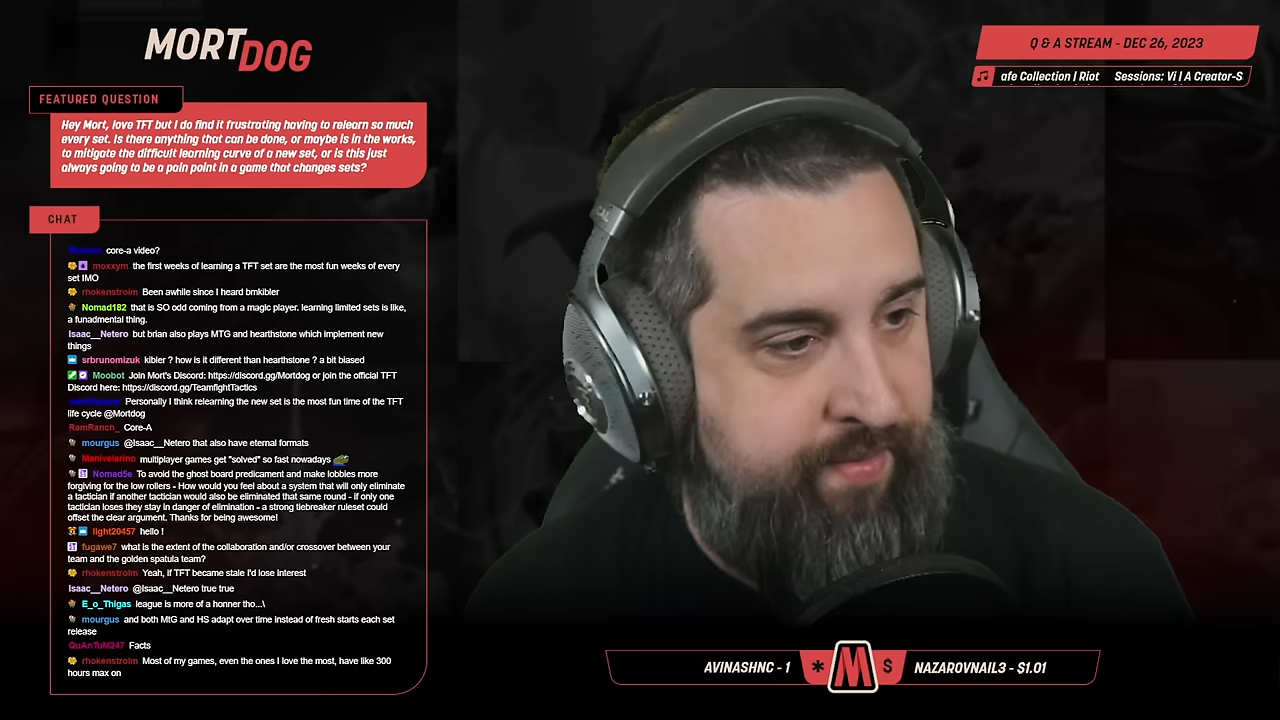 MORTDOG
Q & A STREAM - DEC 26, 2023
afe Collection | Riot Sessions: Vi | A Creator-S
FEATURED QUESTION
Hey Mort, love TFT but I do find it frustrating having to relearn so much
every set. Is there anything that can be done, or maybe is in the works,
to mitigate the difficult learning curve of a new set, or is this just
always going to be a pain point in a game that changes sets?
CHAT
core-a video?
moxxym the first weeks of learning a TFT set are the most fun weeks of every
set IMO
rhokenstrolm Been awhile since I heard bmkibler
Nomad182 that is SO odd coming from a magic player. learning limited sets is like,
a funadmental thing.
Isaac__Netero but brian also plays MTG and hearthstone which implement new
things
srbrunomizuk kibler ? how is it different than hearthstone ? a bit biased
Moobot Join Mort's Discord: https://discord.gg/Mortdog or join the official TFT
Discord here: https://discord.gg/TeamfightTactics
Personally I think relearning the new set is the most fun time of the TFT
life cycle @Mortdog
RamRanch_ Core-A
mourgus @Isaac__Netero that also have eternal formats
Manivelarino multiplayer games get "solved" so fast nowadays
Nomad5e To avoid the ghost board predicament and make lobbies more
forgiving for the low rollers - How would you feel about a system that will only eliminate
a tactician if another tactician would also be eliminated that same round - if only one
tactician loses they stay in danger of elimination - a strong tiebreaker ruleset could
offset the clear argument. Thanks for being awesome!
light20457 hello !
fugawe7 what is the extent of the collaboration and/or crossover between your
team and the golden spatula team?
rhokenstrolm Yeah, if TFT became stale I'd lose interest
Isaac__Netero @Isaac__Netero true true
E_o_Thigas league is more of a honner tho...\
mourgus and both MtG and HS adapt over time instead of fresh starts each set
release
QuAnTuM247 Facts
rhokenstrolm Most of my games, even the ones I love the most, have like 300
hours max on
AVINASHNC - 1 * M $ NAZAROVNAIL3 - $1.01